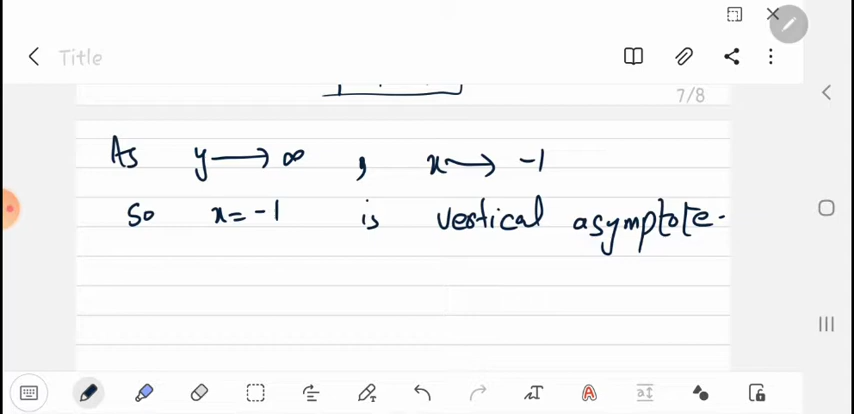 Title
7/8
As y → ∞ , x → -1
So x = -1 is vertical asymptote.